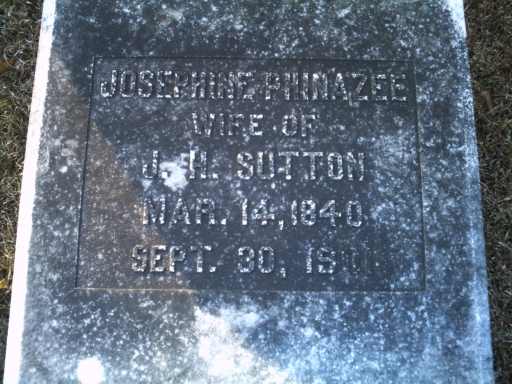 JOSEPHINE PHINAZEE
WIFE OF
J. H. SUTTON
MAR. 14, 1840
SEPT. 30,